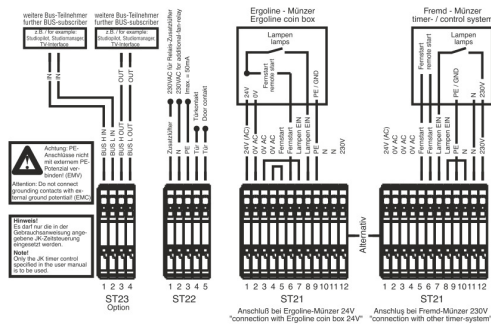 weitere Bus-Teilnehmer
further BUS-subscriber
z.B. / for example:
Studopilot, Studiomanager,
TV-Interface
weitere Bus-Teilnehmer
further BUS-subscriber
z.B. / for example:
Studiopilot, Studiomanager,
TV-Interface
IN
IN
OUT
OUT
BUS H IN
BUS L IN
BUS H OUT
BUS L OUT
Achtung: PE-
Anschlüsse nicht
mit externen PE-
Potenzial ver-
binden! (EMV)
Attention: Do not connect
grounding contacts with ex-
ternal ground potential! (EMC)
Hinweis!
Es darf nur die in der
Gebrauchsanweisung ange-
gebene JK-Zeitsteuerung
eingesetzt werden.
Note!
Only the JK timer control
specified in the user manual
is to be used.
1 2 3 4
ST23
Option
230VAC für Relais-Zusatzlüfter
230VAC for additional-fan-relay
Imax. = 50mA
Türkontakt
Door contact
Zusatzlüfter
N
PE
Tür
Tür
1 2 3 4 5
ST22
Ergoline - Münzer
Ergoline coin box
Lampen
lamps
Fernstart
remote start
24V
0V
PE / GND
24V (AC)
0V AC
0V AC
0V AC
Fernstart
Fernstart
Lampen EIN
Lampen EIN
PE
N
N
230V
1 2 3 4 5 6 7 8 9 10 11 12
ST21
Anschluß bei Ergoline-Münzer 24V
"connection with Ergoline coin box 24V"
Alternativ
Fremd - Münzer
timer- / control system
Lampen
lamps
Fernstart
remote start
PE / GND
N
230V
24V (AC)
0V AC
0V AC
0V AC
Fernstart
Fernstart
Lampen EIN
Lampen EIN
PE
N
N
230V
1 2 3 4 5 6 7 8 9 10 11 12
ST21
Anschluß bei Fremd-Münzer 230V
"connection with other timer-system"